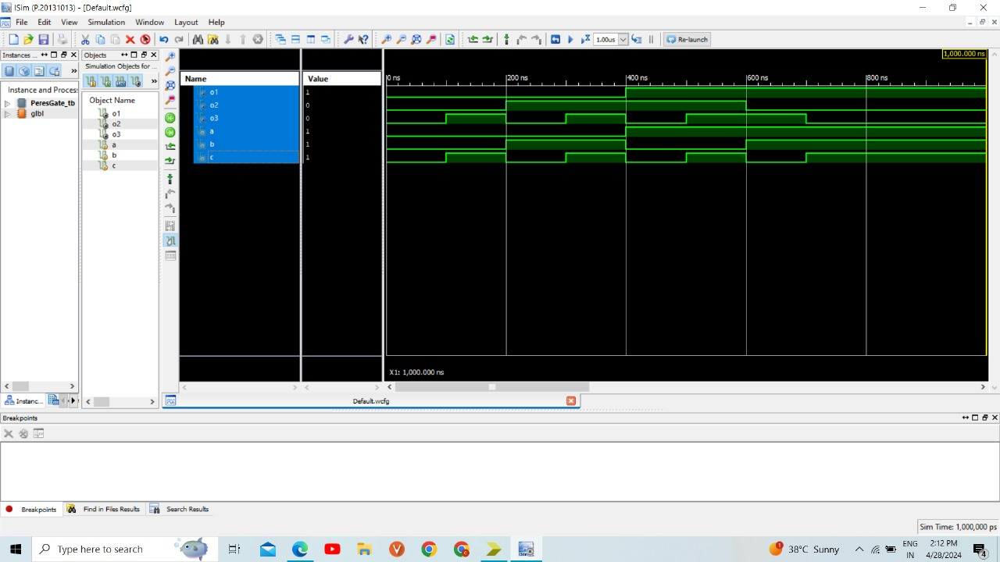 ISim (P.20131013) - [Default.wcfg]
File Edit View Simulation Window Layout Help
1.00us Re-launch
Instances ...
Objects
Simulation Objects for ...
Instance and Process
PeresGate_tb
glbl
Object Name
o1
o2
o3
a
b
c
Name Value
o1 1
o2 0
o3 0
a 1
b 1
c 1
1,000.000 ns
0 ns 200 ns 400 ns 600 ns 800 ns
X1: 1,000.000 ns
Instanc...
Default.wcfg
Breakpoints
Breakpoints Find in Files Results Search Results
Sim Time: 1,000,000 ps
Type here to search
38°C Sunny
ENG
IN
2:12 PM
4/28/2024
4